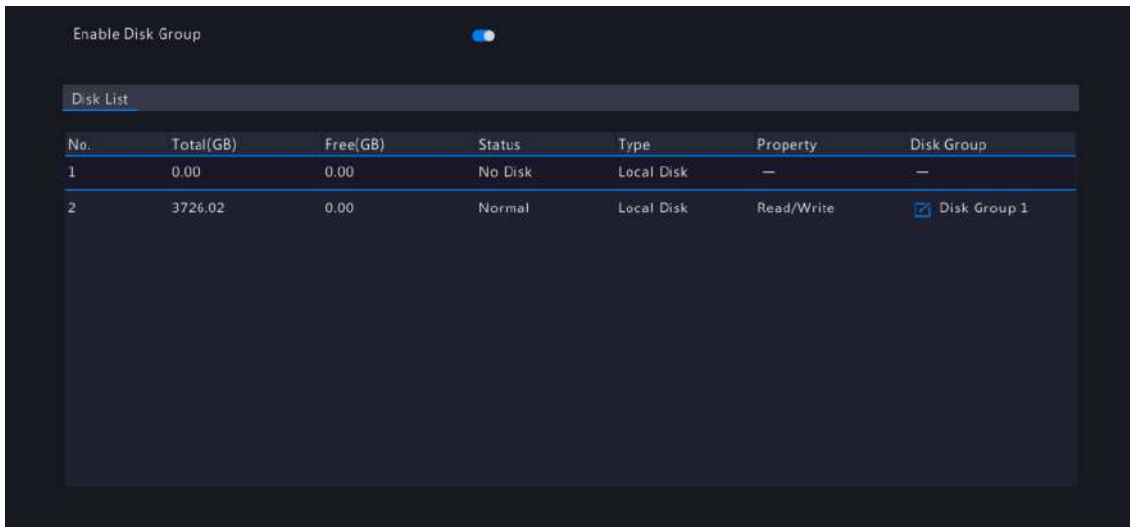 Enable Disk Group
Disk List
No. Total(GB) Free(GB) Status Type Property Disk Group
1 0.00 0.00 No Disk Local Disk — —
2 3726.02 0.00 Normal Local Disk Read/Write Disk Group 1